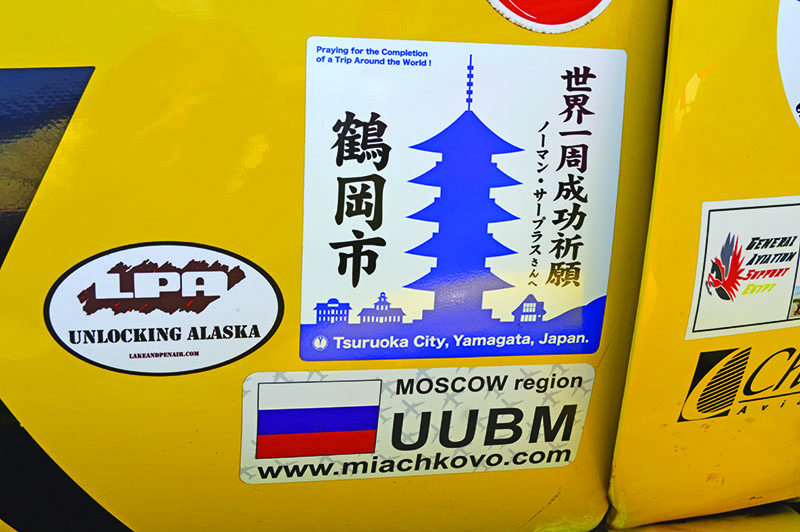 Praying for the Completion
of a Trip Around the World !
世界一周成功祈願
ノーマン・サープラスさんへ
鶴岡市
Tsuruoka City, Yamagata, Japan.
LPA
UNLOCKING ALASKA
LAKEANDPENAIR.COM
MOSCOW region
UUBM
www.miachkovo.com
GENERAL
AVIATION
SUPPORT
EGYPT